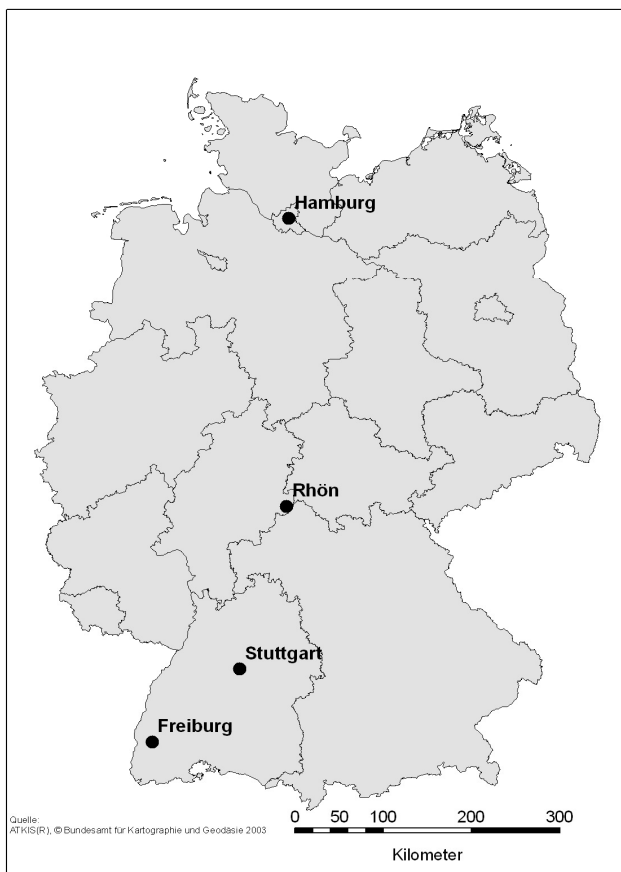 Hamburg
Rhön
Stuttgart
Freiburg
Quelle:
ATKIS(R), © Bundesamt für Kartographie und Geodäsie 2003
0 50 100 200 300
Kilometer